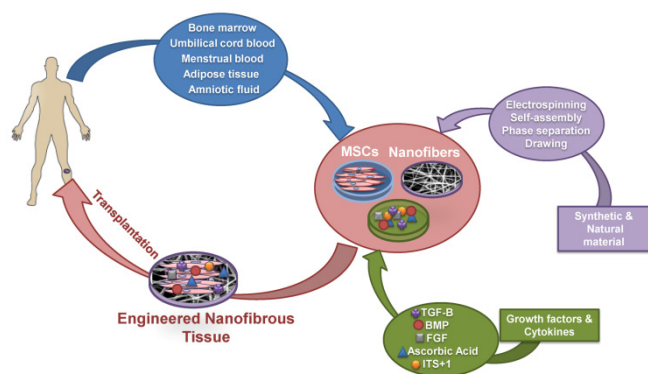 Bone marrow
Umbilical cord blood
Menstrual blood
Adipose tissue
Amniotic fluid
Electrospinning
Self-assembly
Phase separation
Drawing
MSCs
Nanofibers
Synthetic &
Natural
material
Transplantation
Engineered Nanofibrous
Tissue
TGF-B
BMP
FGF
Ascorbic Acid
ITS+1
Growth factors &
Cytokines